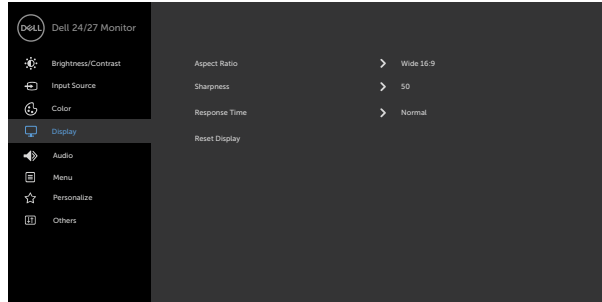 DELL Dell 24/27 Monitor
Brightness/Contrast
Input Source
Color
Display
Audio
Menu
Personalize
Others
Aspect Ratio Wide 16:9
Sharpness 50
Response Time Normal
Reset Display